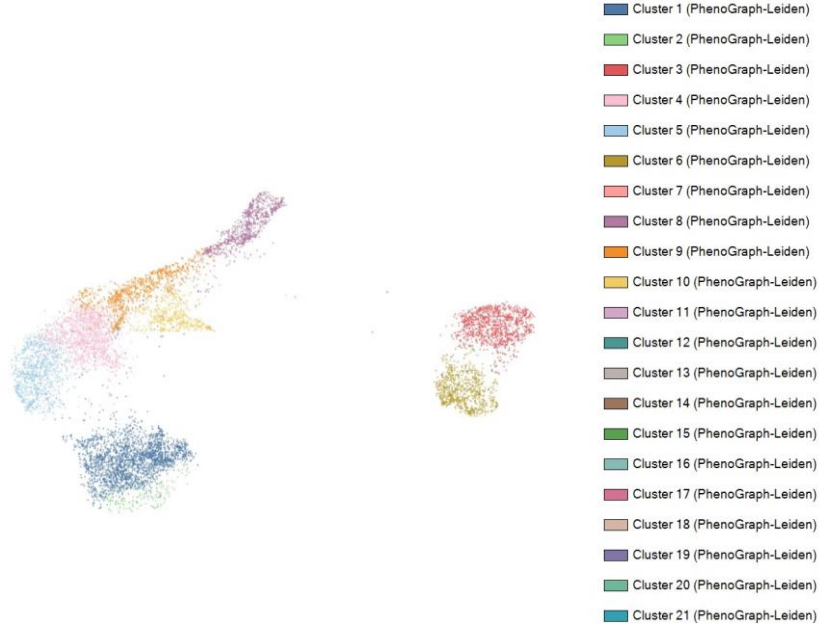 Cluster 1 (PhenoGraph-Leiden)
Cluster 2 (PhenoGraph-Leiden)
Cluster 3 (PhenoGraph-Leiden)
Cluster 4 (PhenoGraph-Leiden)
Cluster 5 (PhenoGraph-Leiden)
Cluster 6 (PhenoGraph-Leiden)
Cluster 7 (PhenoGraph-Leiden)
Cluster 8 (PhenoGraph-Leiden)
Cluster 9 (PhenoGraph-Leiden)
Cluster 10 (PhenoGraph-Leiden)
Cluster 11 (PhenoGraph-Leiden)
Cluster 12 (PhenoGraph-Leiden)
Cluster 13 (PhenoGraph-Leiden)
Cluster 14 (PhenoGraph-Leiden)
Cluster 15 (PhenoGraph-Leiden)
Cluster 16 (PhenoGraph-Leiden)
Cluster 17 (PhenoGraph-Leiden)
Cluster 18 (PhenoGraph-Leiden)
Cluster 19 (PhenoGraph-Leiden)
Cluster 20 (PhenoGraph-Leiden)
Cluster 21 (PhenoGraph-Leiden)